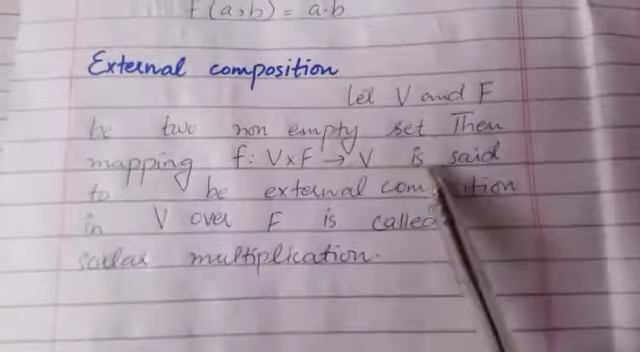 f(a,b) = a.b
External composition
Let V and F
be two non empty set Then
mapping f: V×F → V is said
to be external com ition
in V over F is called
scalar multiplication.